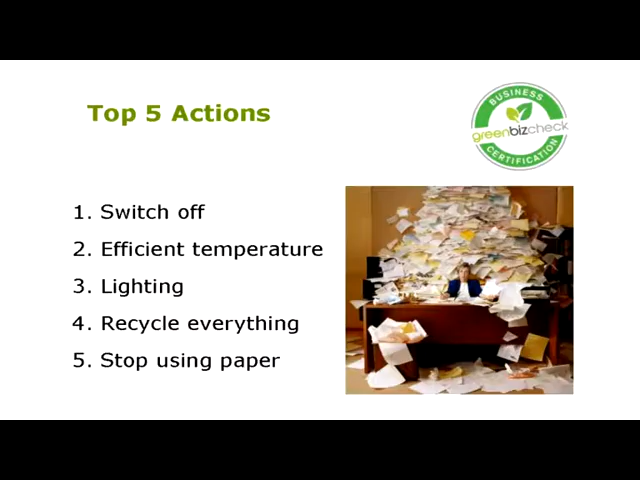 Top 5 Actions
BUSINESS
greenbizcheck
CERTIFICATION
1. Switch off
2. Efficient temperature
3. Lighting
4. Recycle everything
5. Stop using paper